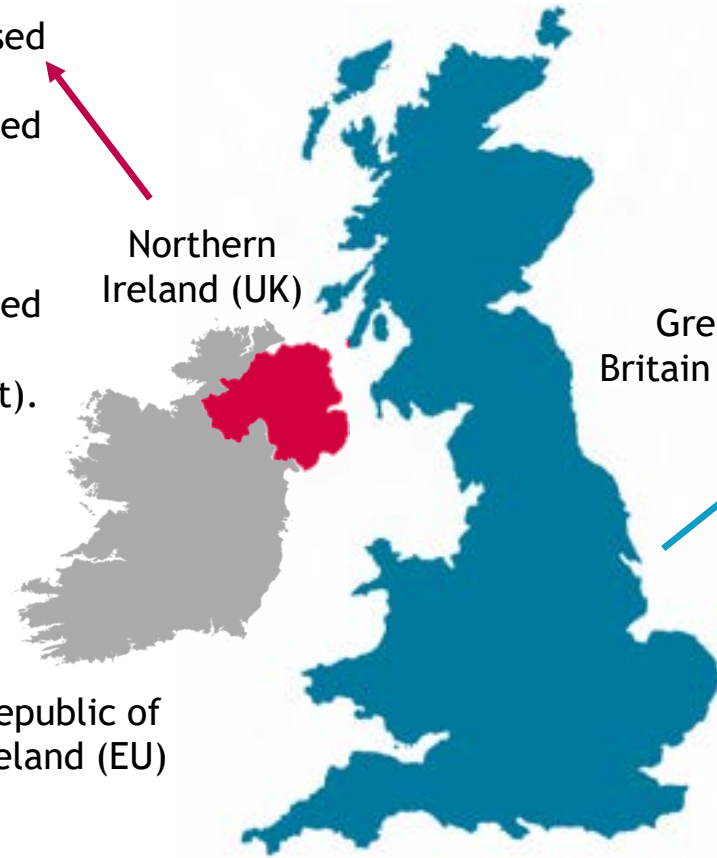 sed
ed
Northern
Ireland (UK)
ed
t).
Gre
Britain
epublic of
eland (EU)